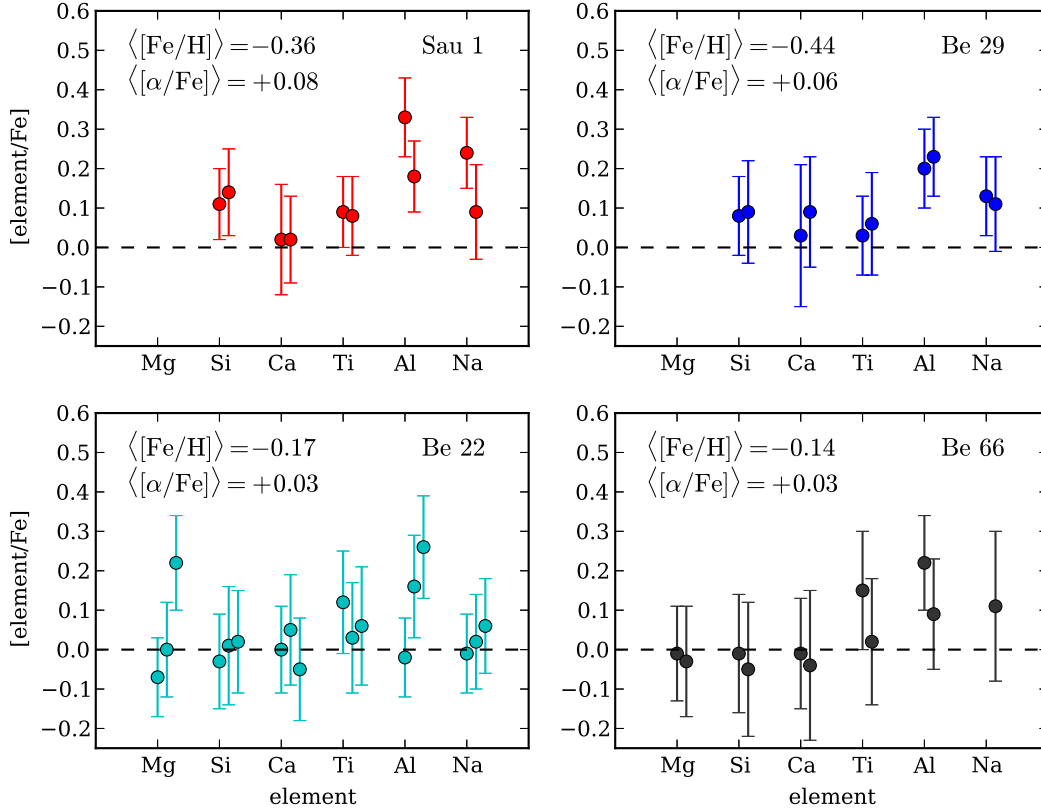 ⟨[Fe/H]⟩=−0.36 Sau 1
⟨[α/Fe]⟩=+0.08
0.6
0.5
0.4
0.3
0.2
0.1
0.0
−0.1
−0.2
[element/Fe]
Mg Si Ca Ti Al Na
⟨[Fe/H]⟩=−0.44 Be 29
⟨[α/Fe]⟩=+0.06
0.6
0.5
0.4
0.3
0.2
0.1
0.0
−0.1
−0.2
Mg Si Ca Ti Al Na
⟨[Fe/H]⟩=−0.17 Be 22
⟨[α/Fe]⟩=+0.03
0.6
0.5
0.4
0.3
0.2
0.1
0.0
−0.1
−0.2
[element/Fe]
Mg Si Ca Ti Al Na
element
⟨[Fe/H]⟩=−0.14 Be 66
⟨[α/Fe]⟩=+0.03
0.6
0.5
0.4
0.3
0.2
0.1
0.0
−0.1
−0.2
Mg Si Ca Ti Al Na
element